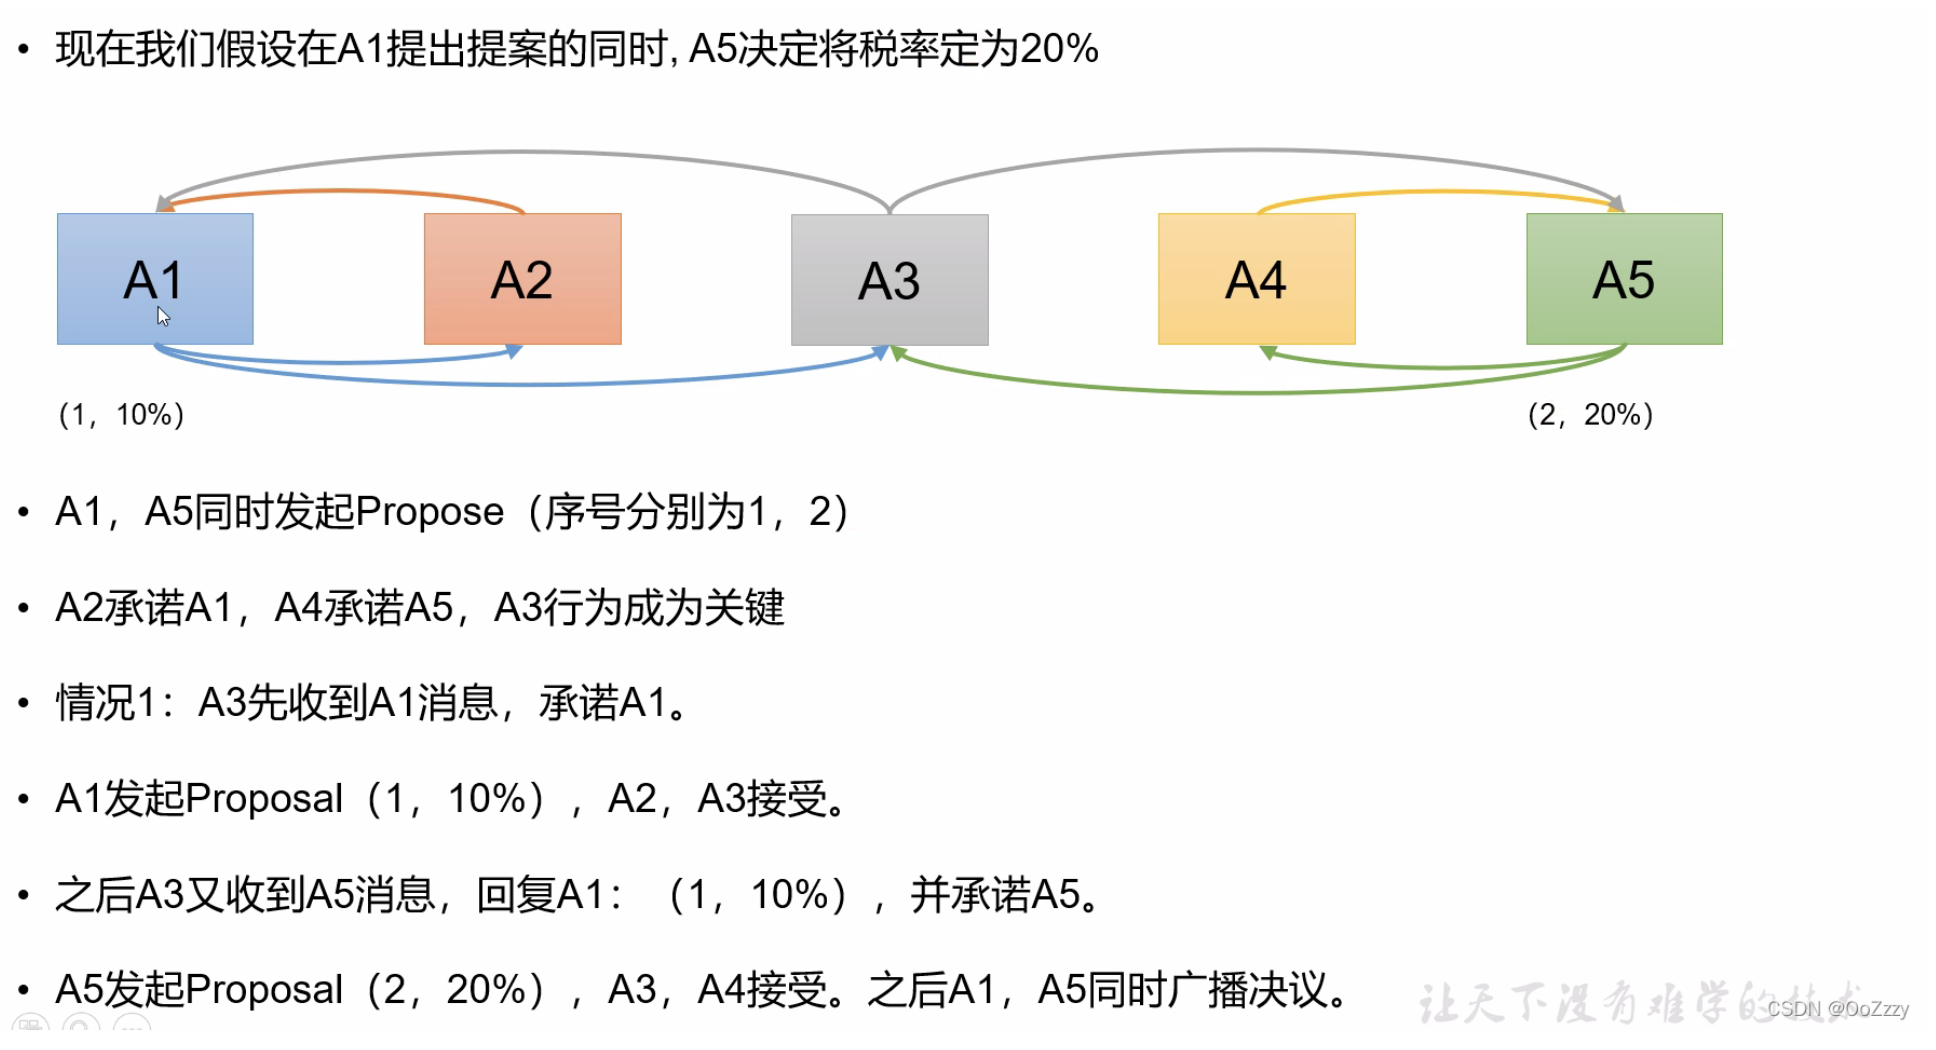 • 现在我们假设在A1提出提案的同时, A5决定将税率定为20%
A1 A2 A3 A4 A5
(1, 10%) (2, 20%)
• A1，A5同时发起Propose（序号分别为1，2）
• A2承诺A1，A4承诺A5，A3行为成为关键
• 情况1：A3先收到A1消息，承诺A1。
• A1发起Proposal（1，10%），A2，A3接受。
• 之后A3又收到A5消息，回复A1：（1，10%），并承诺A5。
• A5发起Proposal（2，20%），A3，A4接受。之后A1，A5同时广播决议。
让天下没有难学的技术
CSDN @OoZzzy